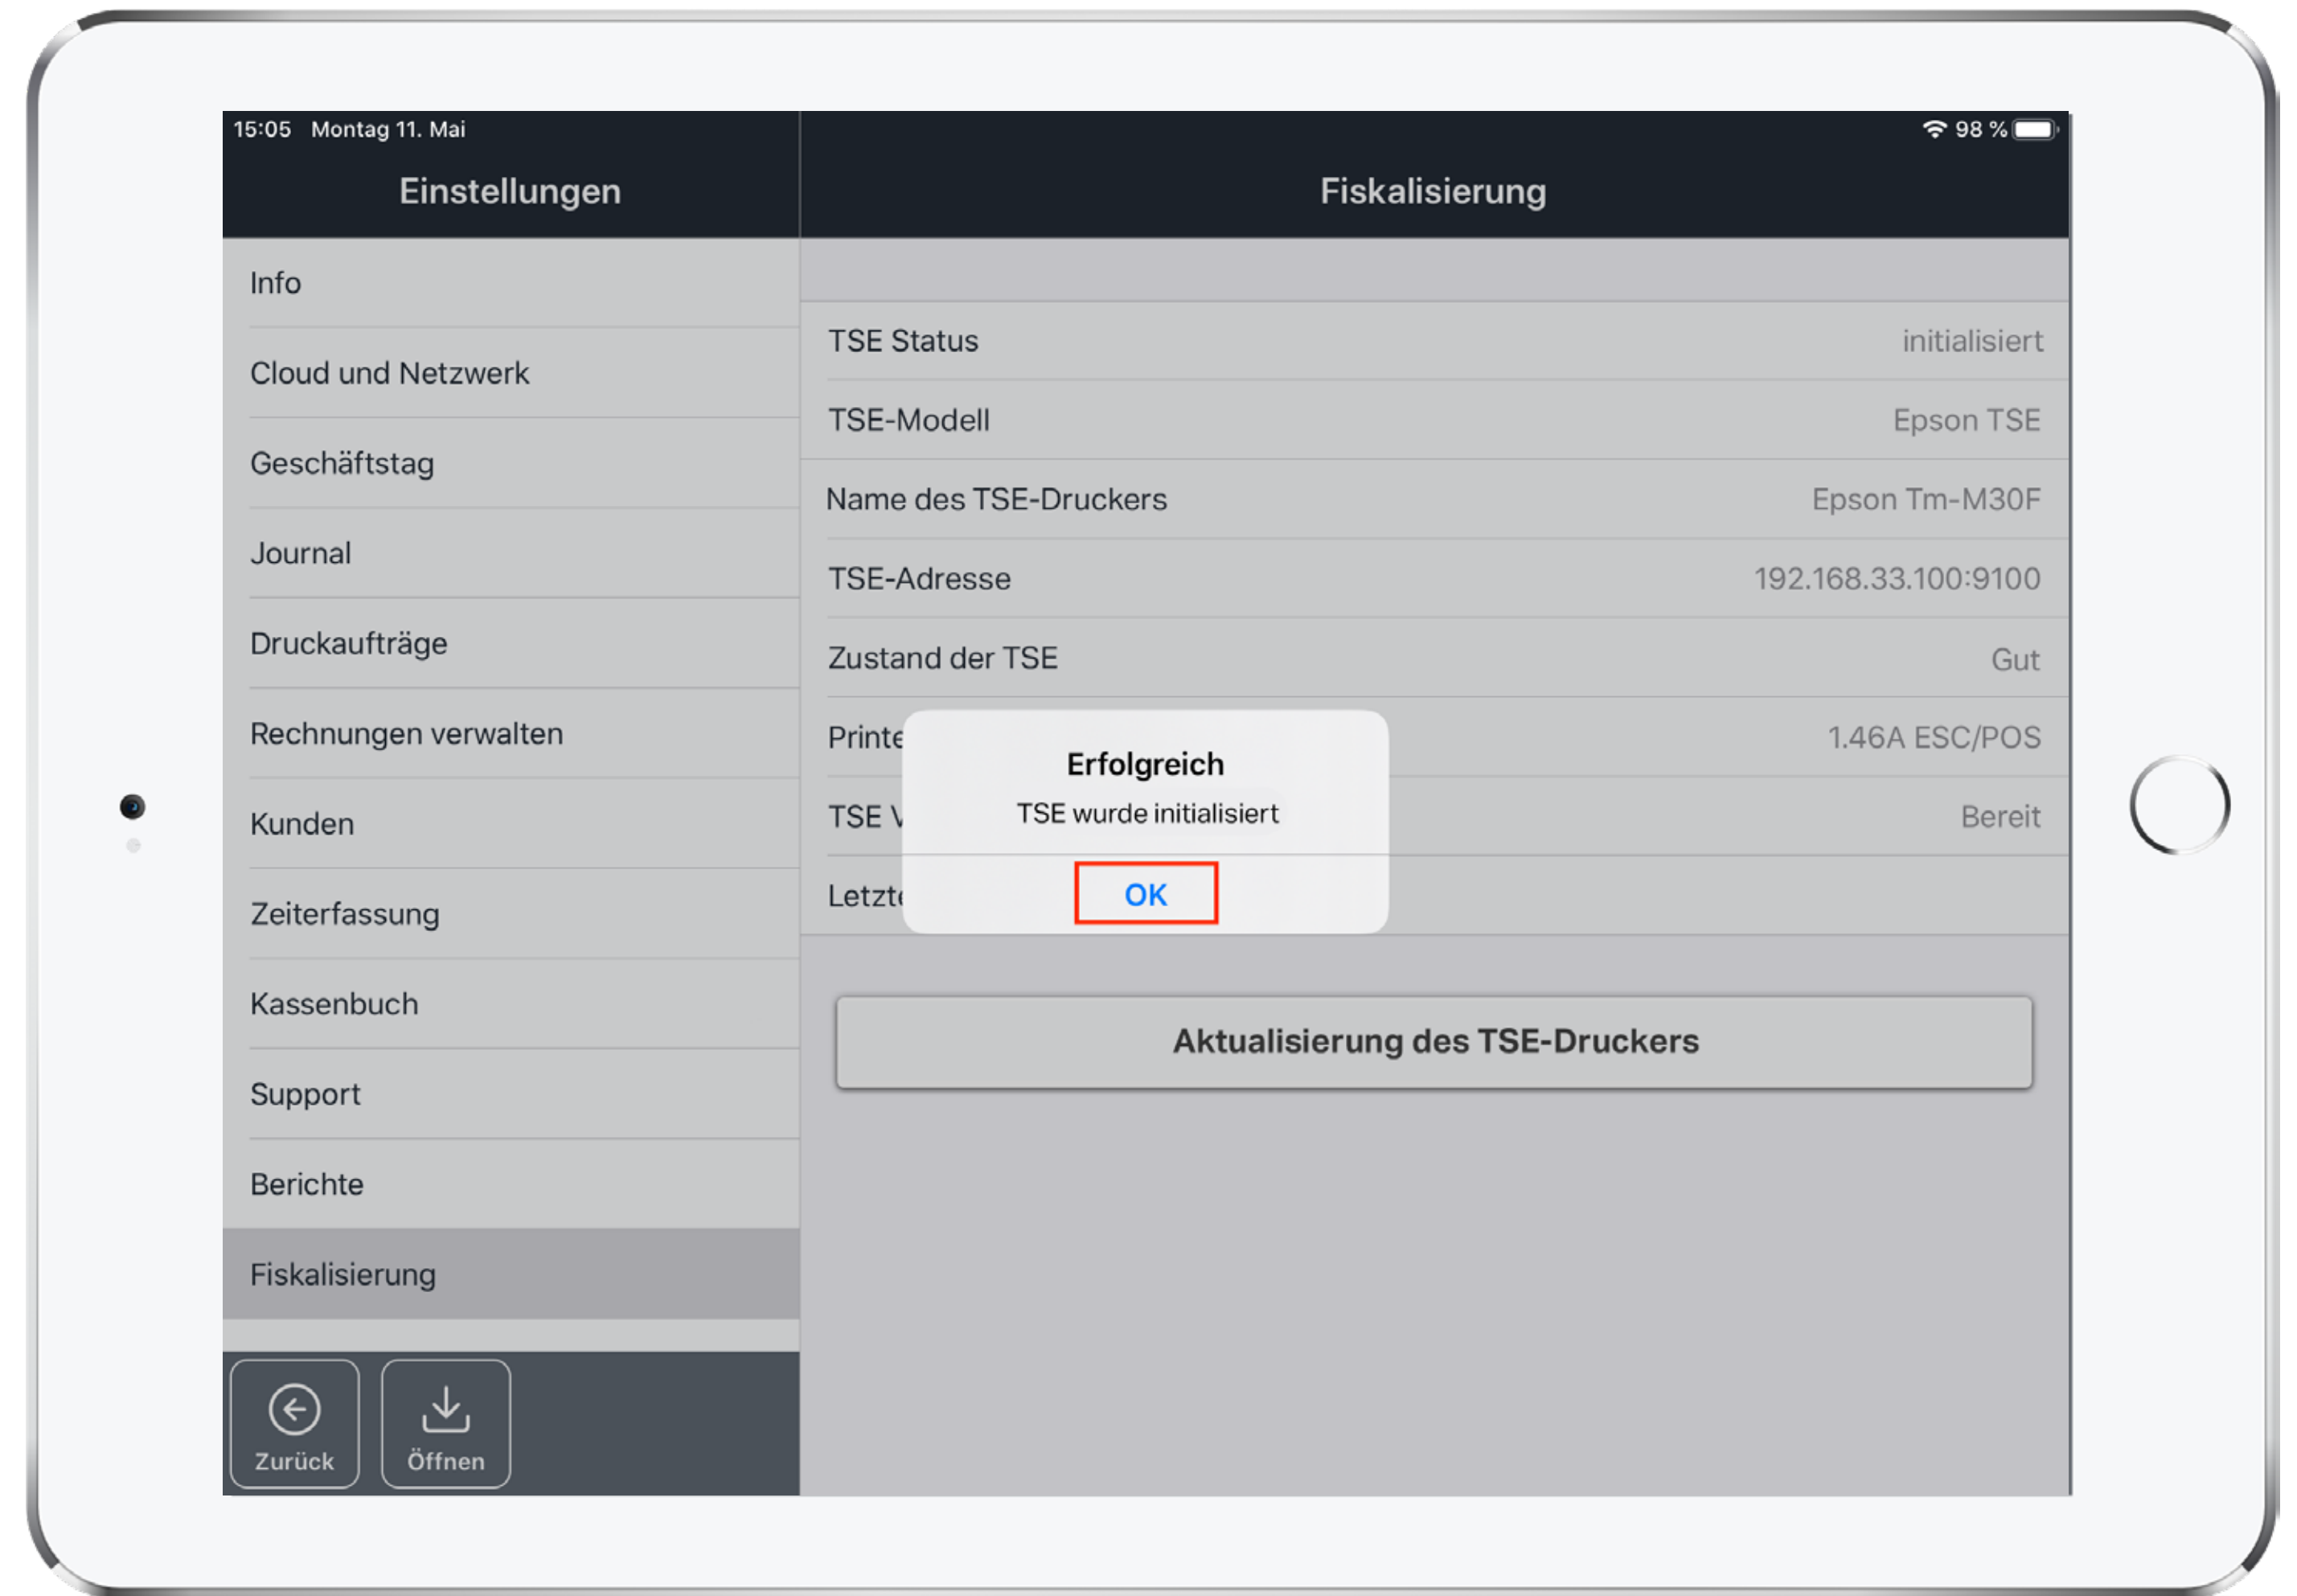 15:05 Montag 11. Mai
98 %
Einstellungen
Fiskalisierung
Info
Cloud und Netzwerk
Geschäftstag
Journal
Druckaufträge
Rechnungen verwalten
Kunden
Zeiterfassung
Kassenbuch
Support
Berichte
Fiskalisierung
Zurück
Öffnen
TSE Status initialisiert
TSE-Modell Epson TSE
Name des TSE-Druckers Epson Tm-M30F
TSE-Adresse 192.168.33.100:9100
Zustand der TSE Gut
1.46A ESC/POS
TSE Bereit
Erfolgreich
TSE wurde initialisiert
OK
Aktualisierung des TSE-Druckers